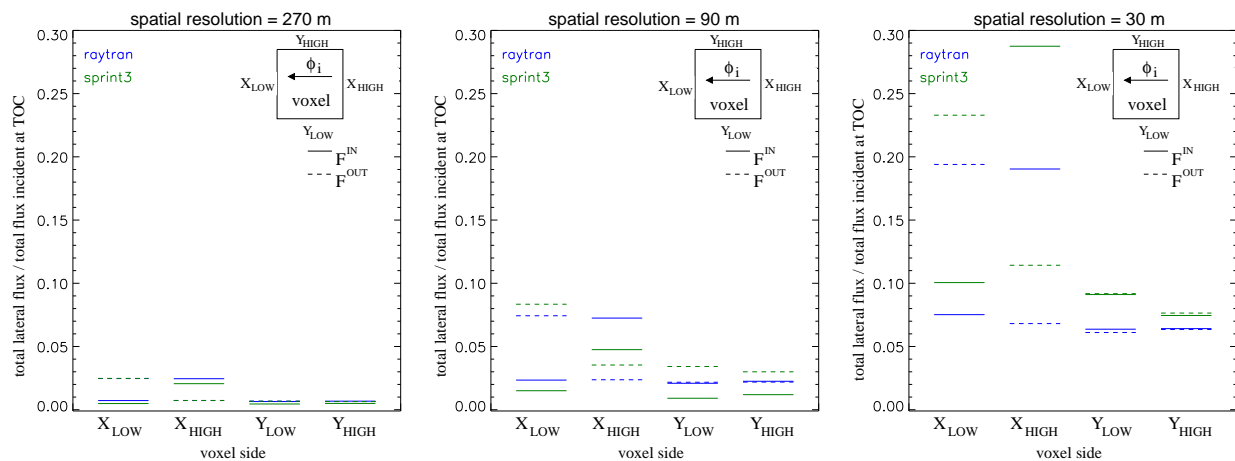 spatial resolution = 270 m
total lateral flux / total flux incident at TOC
0.30
0.25
0.20
0.15
0.10
0.05
0.00
raytran
sprint3
Y_HIGH
ϕ_i
X_LOW
X_HIGH
voxel
Y_LOW
F^IN
F^OUT
X_LOW X_HIGH Y_LOW Y_HIGH
voxel side
spatial resolution = 90 m
total lateral flux / total flux incident at TOC
0.30
0.25
0.20
0.15
0.10
0.05
0.00
raytran
sprint3
Y_HIGH
ϕ_i
X_LOW
X_HIGH
voxel
Y_LOW
F^IN
F^OUT
X_LOW X_HIGH Y_LOW Y_HIGH
voxel side
spatial resolution = 30 m
total lateral flux / total flux incident at TOC
0.30
0.25
0.20
0.15
0.10
0.05
0.00
raytran
sprint3
Y_HIGH
ϕ_i
X_LOW
X_HIGH
voxel
Y_LOW
F^IN
F^OUT
X_LOW X_HIGH Y_LOW Y_HIGH
voxel side